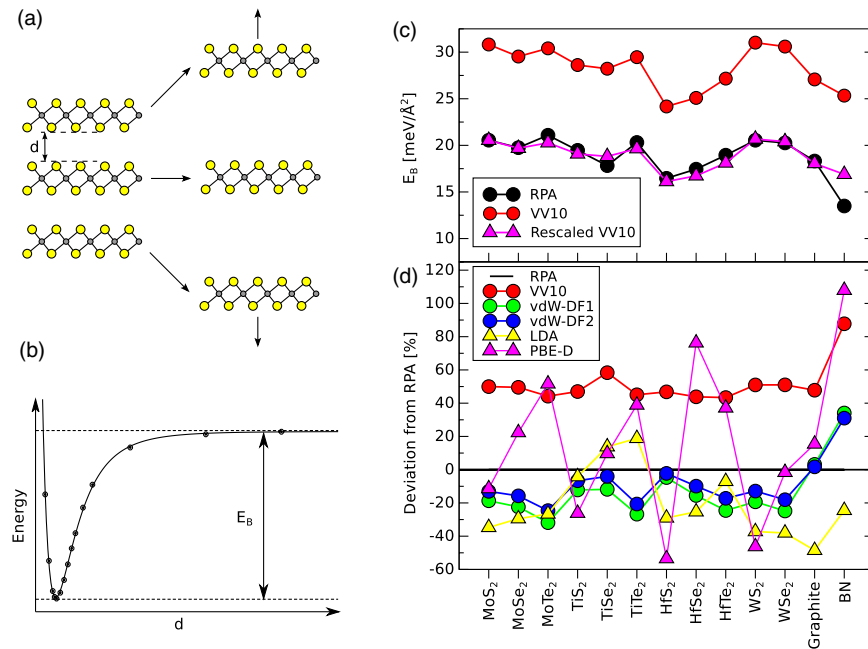 (a)
d
(b)
Energy
E_B
d
(c)
E_B [meV/Å²]
30
25
20
15
10
RPA
VV10
Rescaled VV10
(d)
Deviation from RPA [%]
120
100
80
60
40
20
0
-20
-40
-60
RPA
VV10
vdW-DF1
vdW-DF2
LDA
PBE-D
MoS₂
MoSe₂
MoTe₂
TiS₂
TiSe₂
TiTe₂
HfS₂
HfSe₂
HfTe₂
WS₂
WSe₂
Graphite
BN